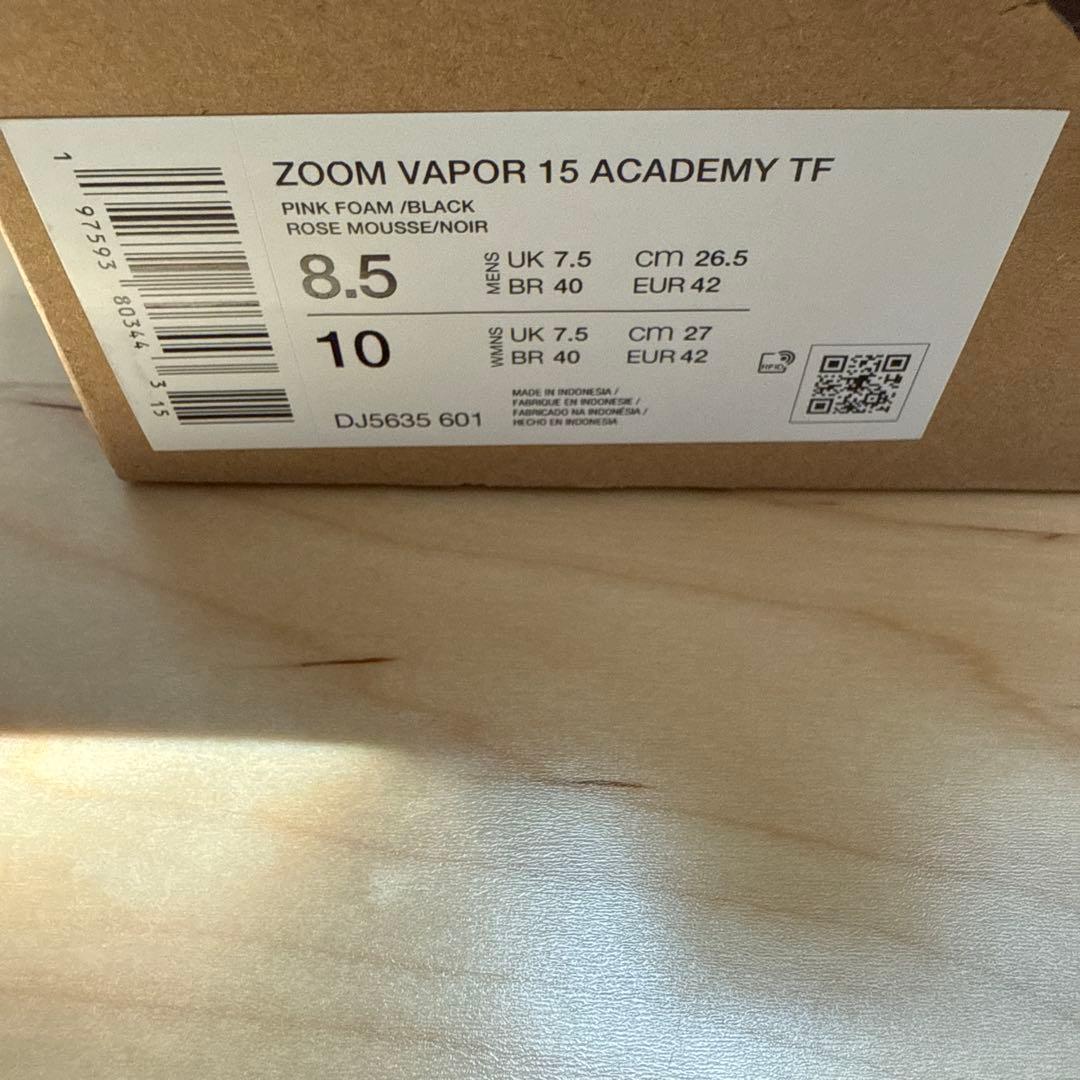 ZOOM VAPOR 15 ACADEMY TF
PINK FOAM /BLACK
ROSE MOUSSE/NOIR
8.5
MENS
UK 7.5 cm 26.5
BR 40 EUR 42
10
WMNS
UK 7.5 cm 27
BR 40 EUR 42
RFID
DJ5635 601
MADE IN INDONESIA /
FABRIQUE EN INDONESIE /
FABRICADO NA INDONÉSIA /
HECHO EN INDONESIA
1 97593 80344 3 15